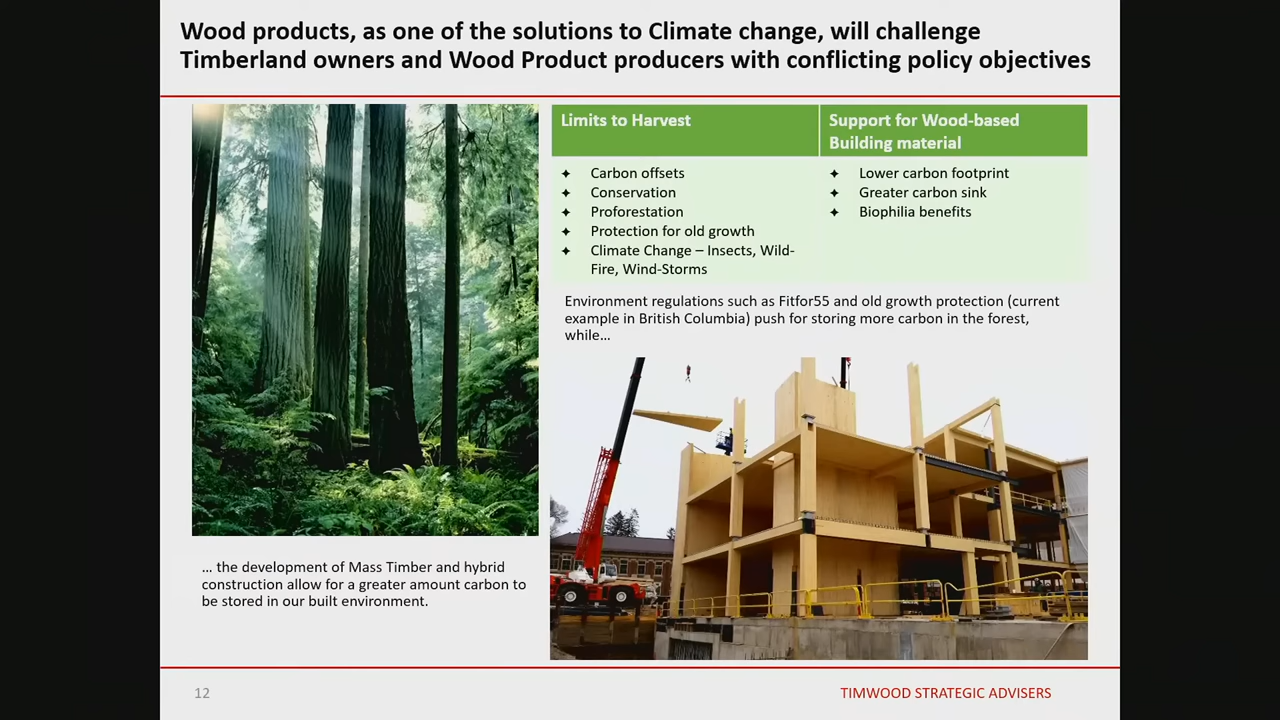 Wood products, as one of the solutions to Climate change, will challenge
Timberland owners and Wood Product producers with conflicting policy objectives
Limits to Harvest
✦ Carbon offsets
✦ Conservation
✦ Proforestation
✦ Protection for old growth
✦ Climate Change – Insects, Wild-
Fire, Wind-Storms
Support for Wood-based
Building material
✦ Lower carbon footprint
✦ Greater carbon sink
✦ Biophilia benefits
Environment regulations such as Fitfor55 and old growth protection (current
example in British Columbia) push for storing more carbon in the forest,
while…
… the development of Mass Timber and hybrid
construction allow for a greater amount carbon to
be stored in our built environment.
12
TIMWOOD STRATEGIC ADVISERS